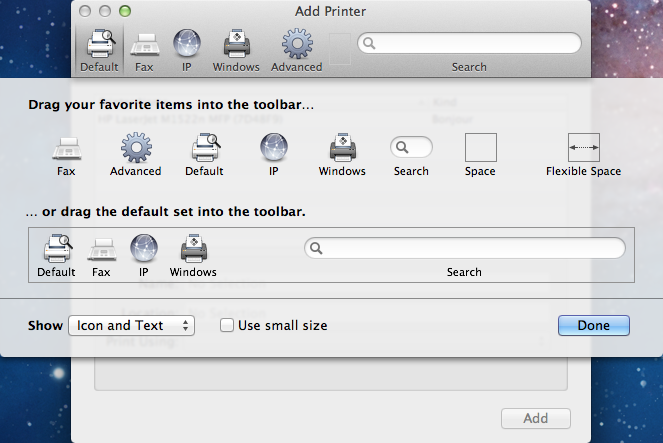 Add Printer
Default Fax IP Windows Advanced Search
Drag your favorite items into the toolbar...
Fax Advanced Default IP Windows Search Space Flexible Space
... or drag the default set into the toolbar.
Default Fax IP Windows Search
Show Icon and Text Use small size Done
Print Using:
Add